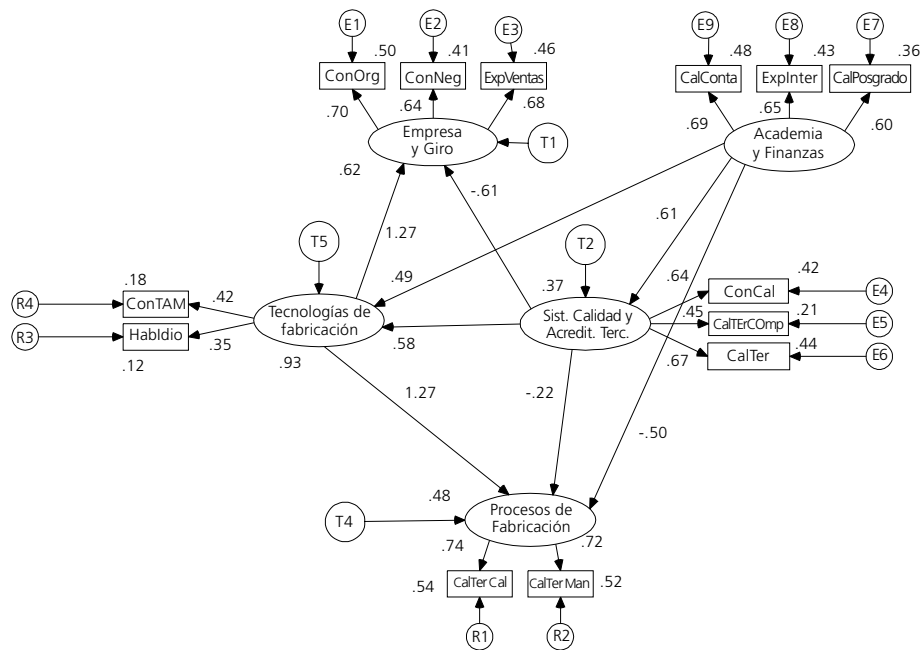 E1
E2
E3
E9
E8
E7
.50
.41
.46
.48
.43
.36
ConOrg
ConNeg
ExpVentas
CalConta
ExpInter
CalPosgrado
.70
.64
.68
.69
.65
.60
Empresa
y Giro
T1
Academia
y Finanzas
.62
-.61
.61
T5
1.27
T2
.49
.64
.18
.37
.42
R4
ConTAM
.42
Tecnologías de
fabricación
Sist. Calidad y
Acredit. Terc.
ConCal
E4
.45
CalTErCOmp
.21
E5
R3
HabIdio
.35
.58
.67
CalTer
.44
E6
.12
.93
1.27
-.22
-.50
.48
T4
Procesos de
Fabricación
.74
.72
.54
CalTer Cal
CalTer Man
.52
R1
R2